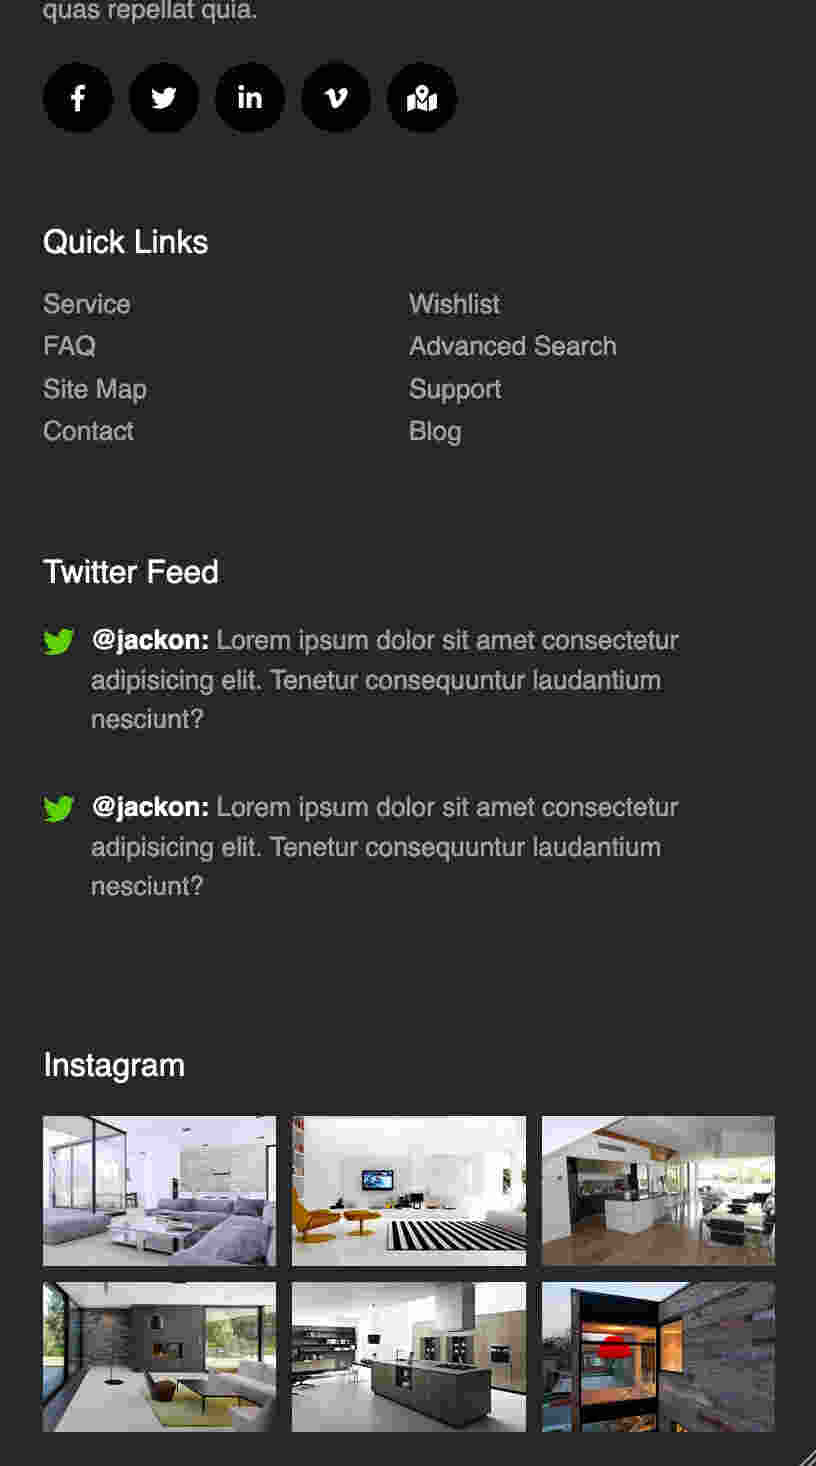 quas repellat quia.
Quick Links
Service
Wishlist
FAQ
Advanced Search
Site Map
Support
Contact
Blog
Twitter Feed
@jackon: Lorem ipsum dolor sit amet consectetur
adipisicing elit. Tenetur consequuntur laudantium
nesciunt?
@jackon: Lorem ipsum dolor sit amet consectetur
adipisicing elit. Tenetur consequuntur laudantium
nesciunt?
Instagram